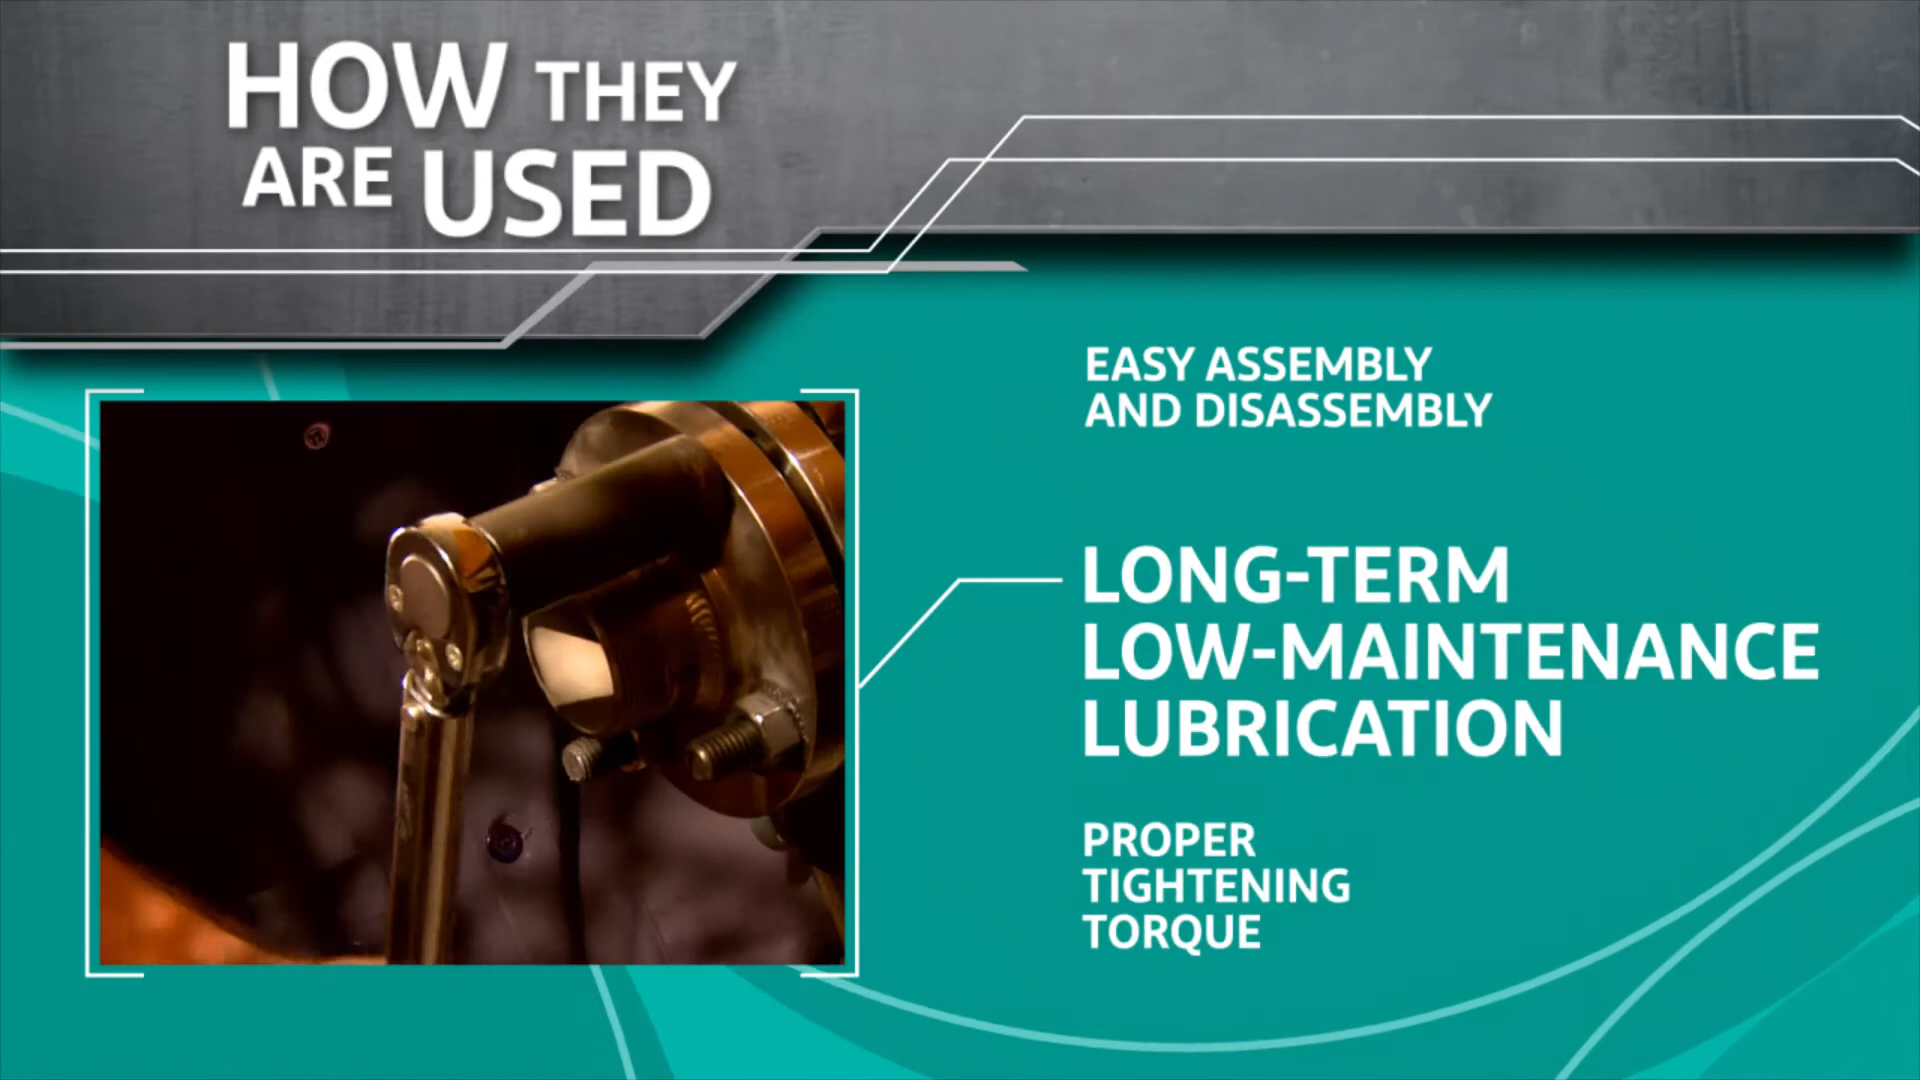 HOW THEY
ARE USED
EASY ASSEMBLY
AND DISASSEMBLY
LONG-TERM
LOW-MAINTENANCE
LUBRICATION
PROPER
TIGHTENING
TORQUE